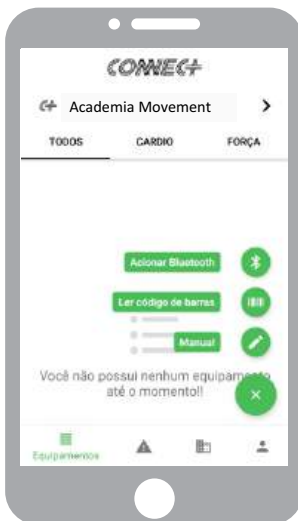 CONNEC+
C+ Academia Movement >
TODOS CARDIO FORÇA
Acionar Bluetooth
Ler código de barras
Manual
Você não possui nenhum equipamento
até o momento!!
Equipamentos